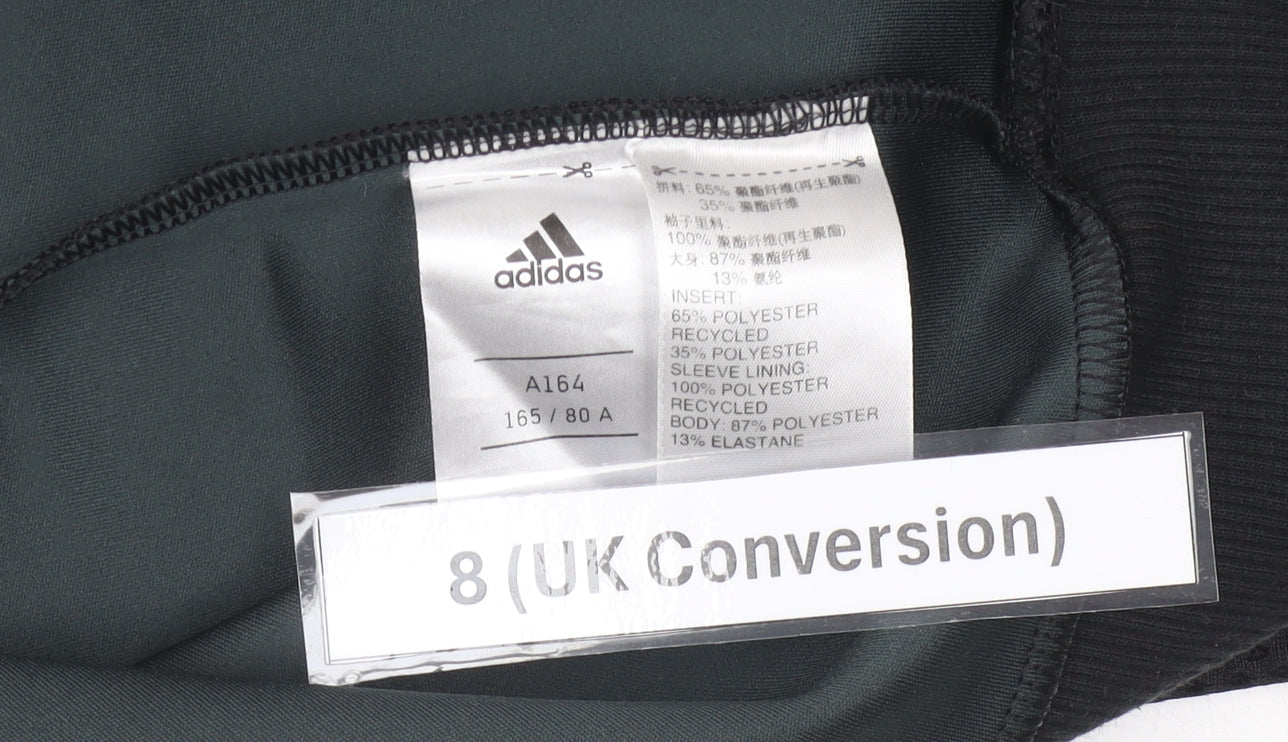 adidas
A164
165 / 80 A
拼料: 65% 聚酯纤维(再生聚酯)
35% 聚酯纤维
袖子里料:
100% 聚酯纤维(再生聚酯)
大身: 87% 聚酯纤维
13% 氨纶
INSERT:
65% POLYESTER
RECYCLED
35% POLYESTER
SLEEVE LINING:
100% POLYESTER
RECYCLED
BODY: 87% POLYESTER
13% ELASTANE
8 (UK Conversion)